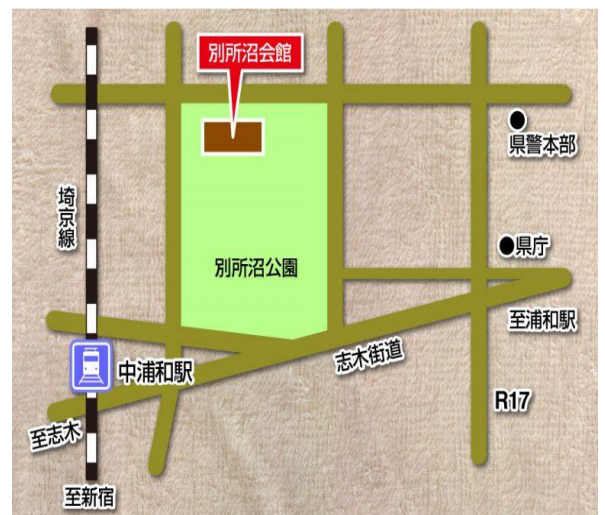 別所沼会館
県警本部
埼京線
県庁
別所沼公園
至浦和駅
志木街道
中浦和駅
R17
至志木
至新宿